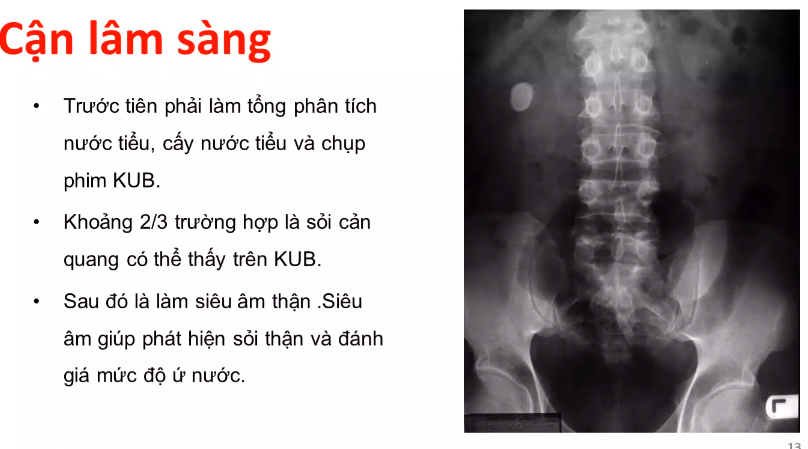 Cận lâm sàng
• Trước tiên phải làm tổng phân tích
nước tiểu, cấy nước tiểu và chụp
phim KUB.
• Khoảng 2/3 trường hợp là sỏi cản
quang có thể thấy trên KUB.
• Sau đó là làm siêu âm thận .Siêu
âm giúp phát hiện sỏi thận và đánh
giá mức độ ứ nước.
13